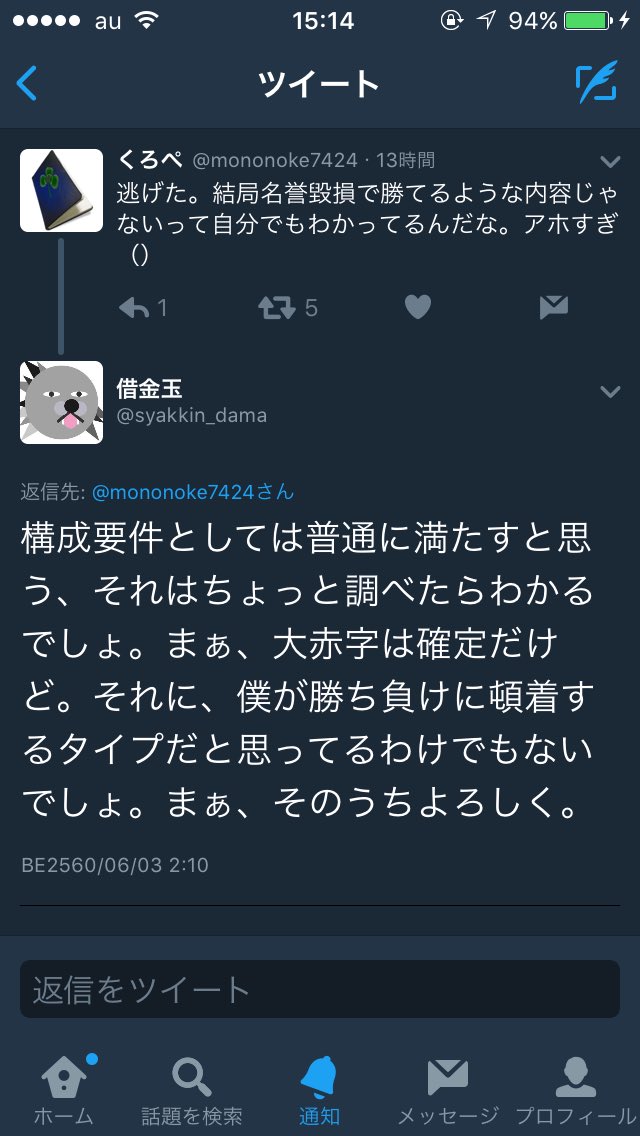 au 15:14 94%
ツイート
くろぺ @mononoke7424・13時間
逃げた。結局名誉毀損で勝てるような内容じゃ
ないって自分でもわかってるんだな。アホすぎ
（）
1 5
借金玉
@syakkin_dama
返信先: @mononoke7424さん
構成要件としては普通に満たすと思
う、それはちょっと調べたらわかる
でしょ。まぁ、大赤字は確定だけ
ど。それに、僕が勝ち負けに頓着す
るタイプだと思ってるわけでもない
でしょ。まぁ、そのうちよろしく。
BE2560/06/03 2:10
返信をツイート
ホーム 話題を検索 通知 メッセージ プロフィール